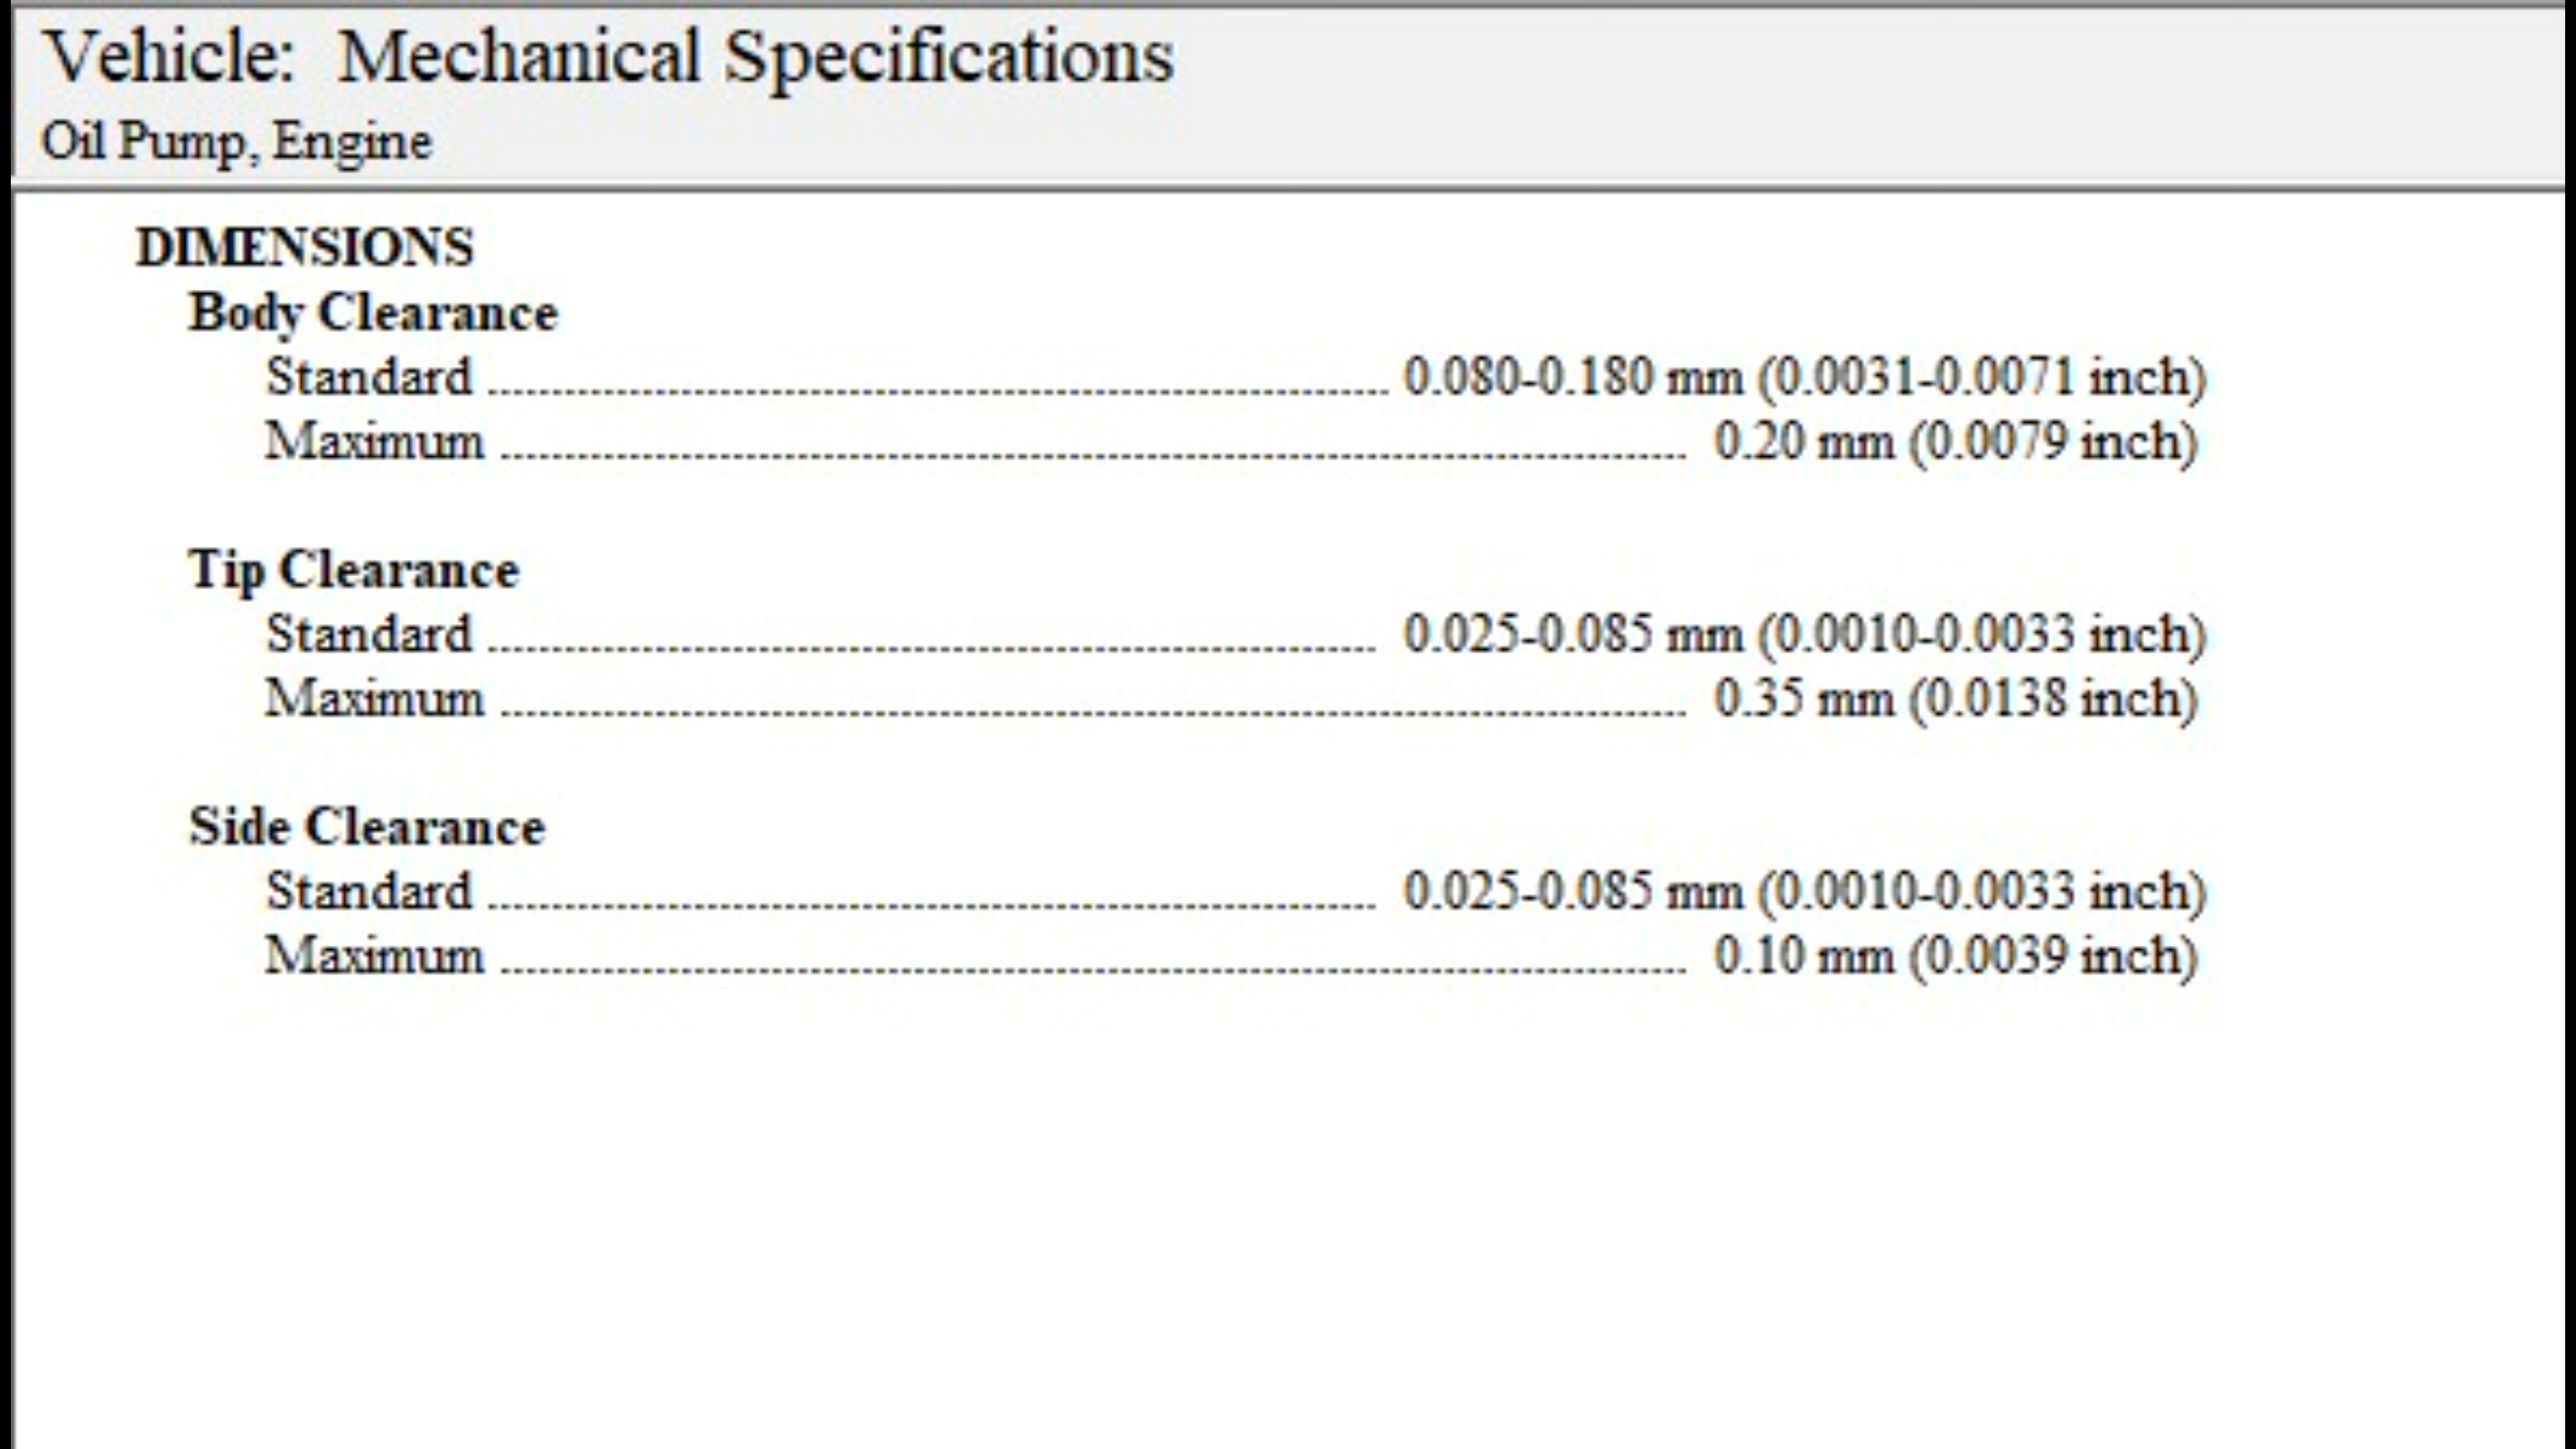 Vehicle: Mechanical Specifications
Oil Pump, Engine
DIMENSIONS
Body Clearance
Standard ........................................ 0.080-0.180 mm (0.0031-0.0071 inch)
Maximum ........................................ 0.20 mm (0.0079 inch)
Tip Clearance
Standard ........................................ 0.025-0.085 mm (0.0010-0.0033 inch)
Maximum ........................................ 0.35 mm (0.0138 inch)
Side Clearance
Standard ........................................ 0.025-0.085 mm (0.0010-0.0033 inch)
Maximum ........................................ 0.10 mm (0.0039 inch)